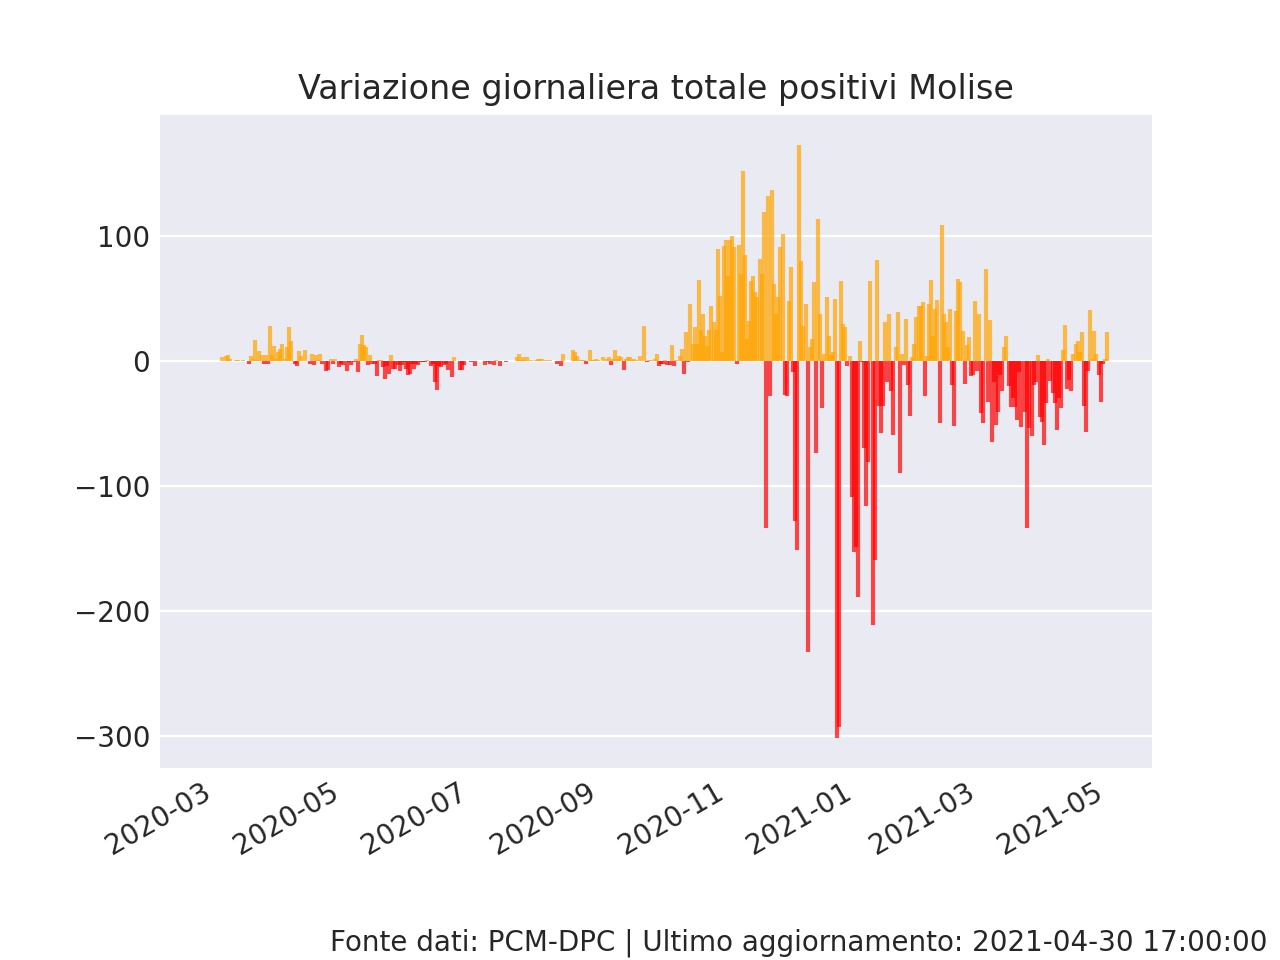 Variazione giornaliera totale positivi Molise
100
0
−100
−200
−300
2020-03 2020-05 2020-07 2020-09 2020-11 2021-01 2021-03 2021-05
Fonte dati: PCM-DPC | Ultimo aggiornamento: 2021-04-30 17:00:00